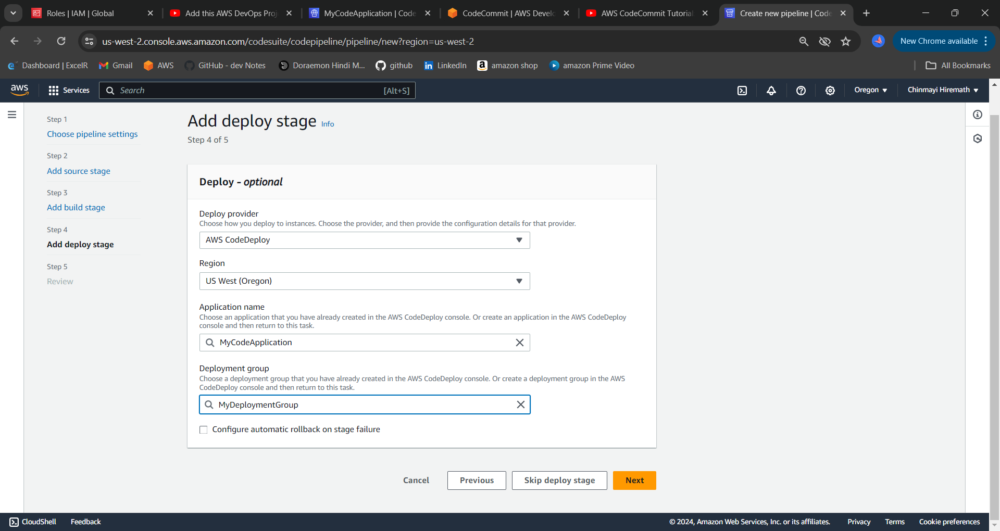 Roles | IAM | Global
Add this AWS DevOps Proj
MyCodeApplication | Code
CodeCommit | AWS Develo
AWS CodeCommit Tutorial
Create new pipeline | Code
us-west-2.console.aws.amazon.com/codesuite/codepipeline/pipeline/new?region=us-west-2
New Chrome available
Dashboard | ExcelR
Gmail
AWS
GitHub - dev Notes
Doraemon Hindi M...
github
LinkedIn
amazon shop
amazon Prime Video
All Bookmarks
aws
Services
Search
[Alt+S]
Oregon
Chinmayi Hiremath
Step 1
Choose pipeline settings
Step 2
Add source stage
Step 3
Add build stage
Step 4
Add deploy stage
Step 5
Review
Add deploy stage Info
Step 4 of 5
Deploy - optional
Deploy provider
Choose how you deploy to instances. Choose the provider, and then provide the configuration details for that provider.
AWS CodeDeploy
Region
US West (Oregon)
Application name
Choose an application that you have already created in the AWS CodeDeploy console. Or create an application in the AWS CodeDeploy
console and then return to this task.
MyCodeApplication
Deployment group
Choose a deployment group that you have already created in the AWS CodeDeploy console. Or create a deployment group in the AWS
CodeDeploy console and then return to this task.
MyDeploymentGroup
Configure automatic rollback on stage failure
Cancel
Previous
Skip deploy stage
Next
CloudShell
Feedback
© 2024, Amazon Web Services, Inc. or its affiliates.
Privacy
Terms
Cookie preferences